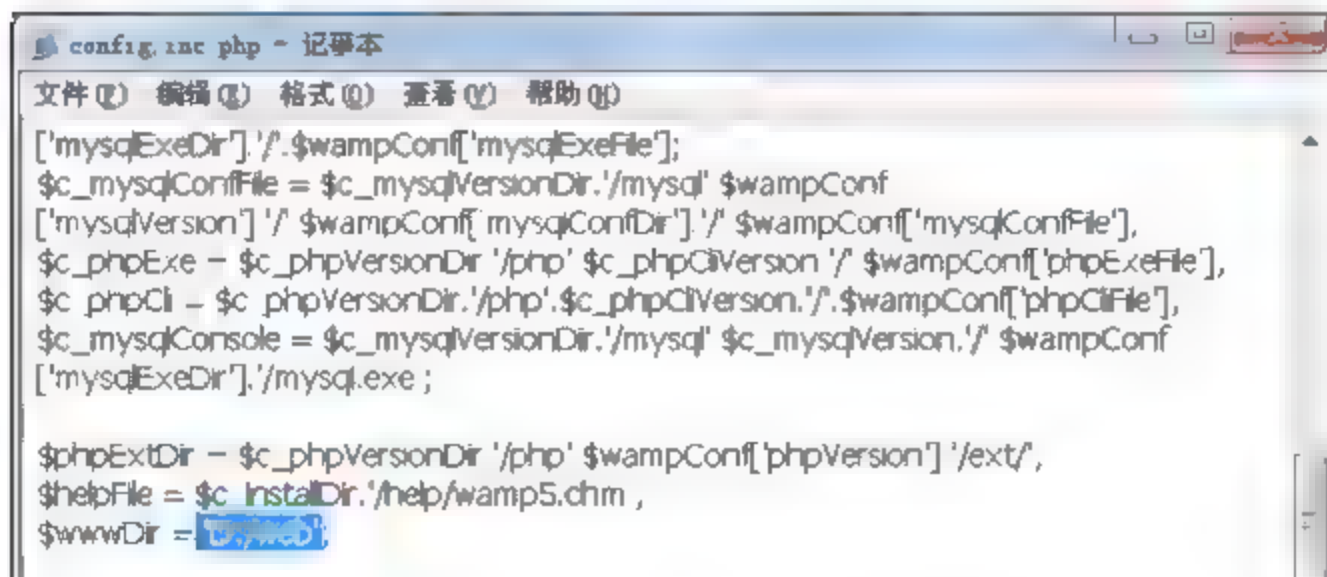 config.inc php - 记事本
文件(F) 编辑(E) 格式(O) 查看(V) 帮助(H)
['mysqlExeDir'].'/'.$wampConf['mysqlExeFile'];
$c_mysqlConfFile = $c_mysqlVersionDir.'/mysql' $wampConf
['mysqlVersion'] '/' $wampConf[ mysqlConfDir'].'/' $wampConf['mysqlConfFile'],
$c_phpExe - $c_phpVersionDir '/php' $c_phpCliVersion '/' $wampConf['phpExeFile'],
$c_phpCli - $c_phpVersionDir.'/php'.$c_phpCliVersion.'/'.$wampConf['phpCliFile'],
$c_mysqlConsole = $c_mysqlVersionDir.'/mysql' $c_mysqlVersion.'/' $wampConf
['mysqlExeDir'].'/mysql.exe ;
$phpExtDir - $c_phpVersionDir '/php' $wampConf['phpVersion'] '/ext/',
$helpFile = $c_installDir.'/help/wamp5.chm ,
$wwwDir =